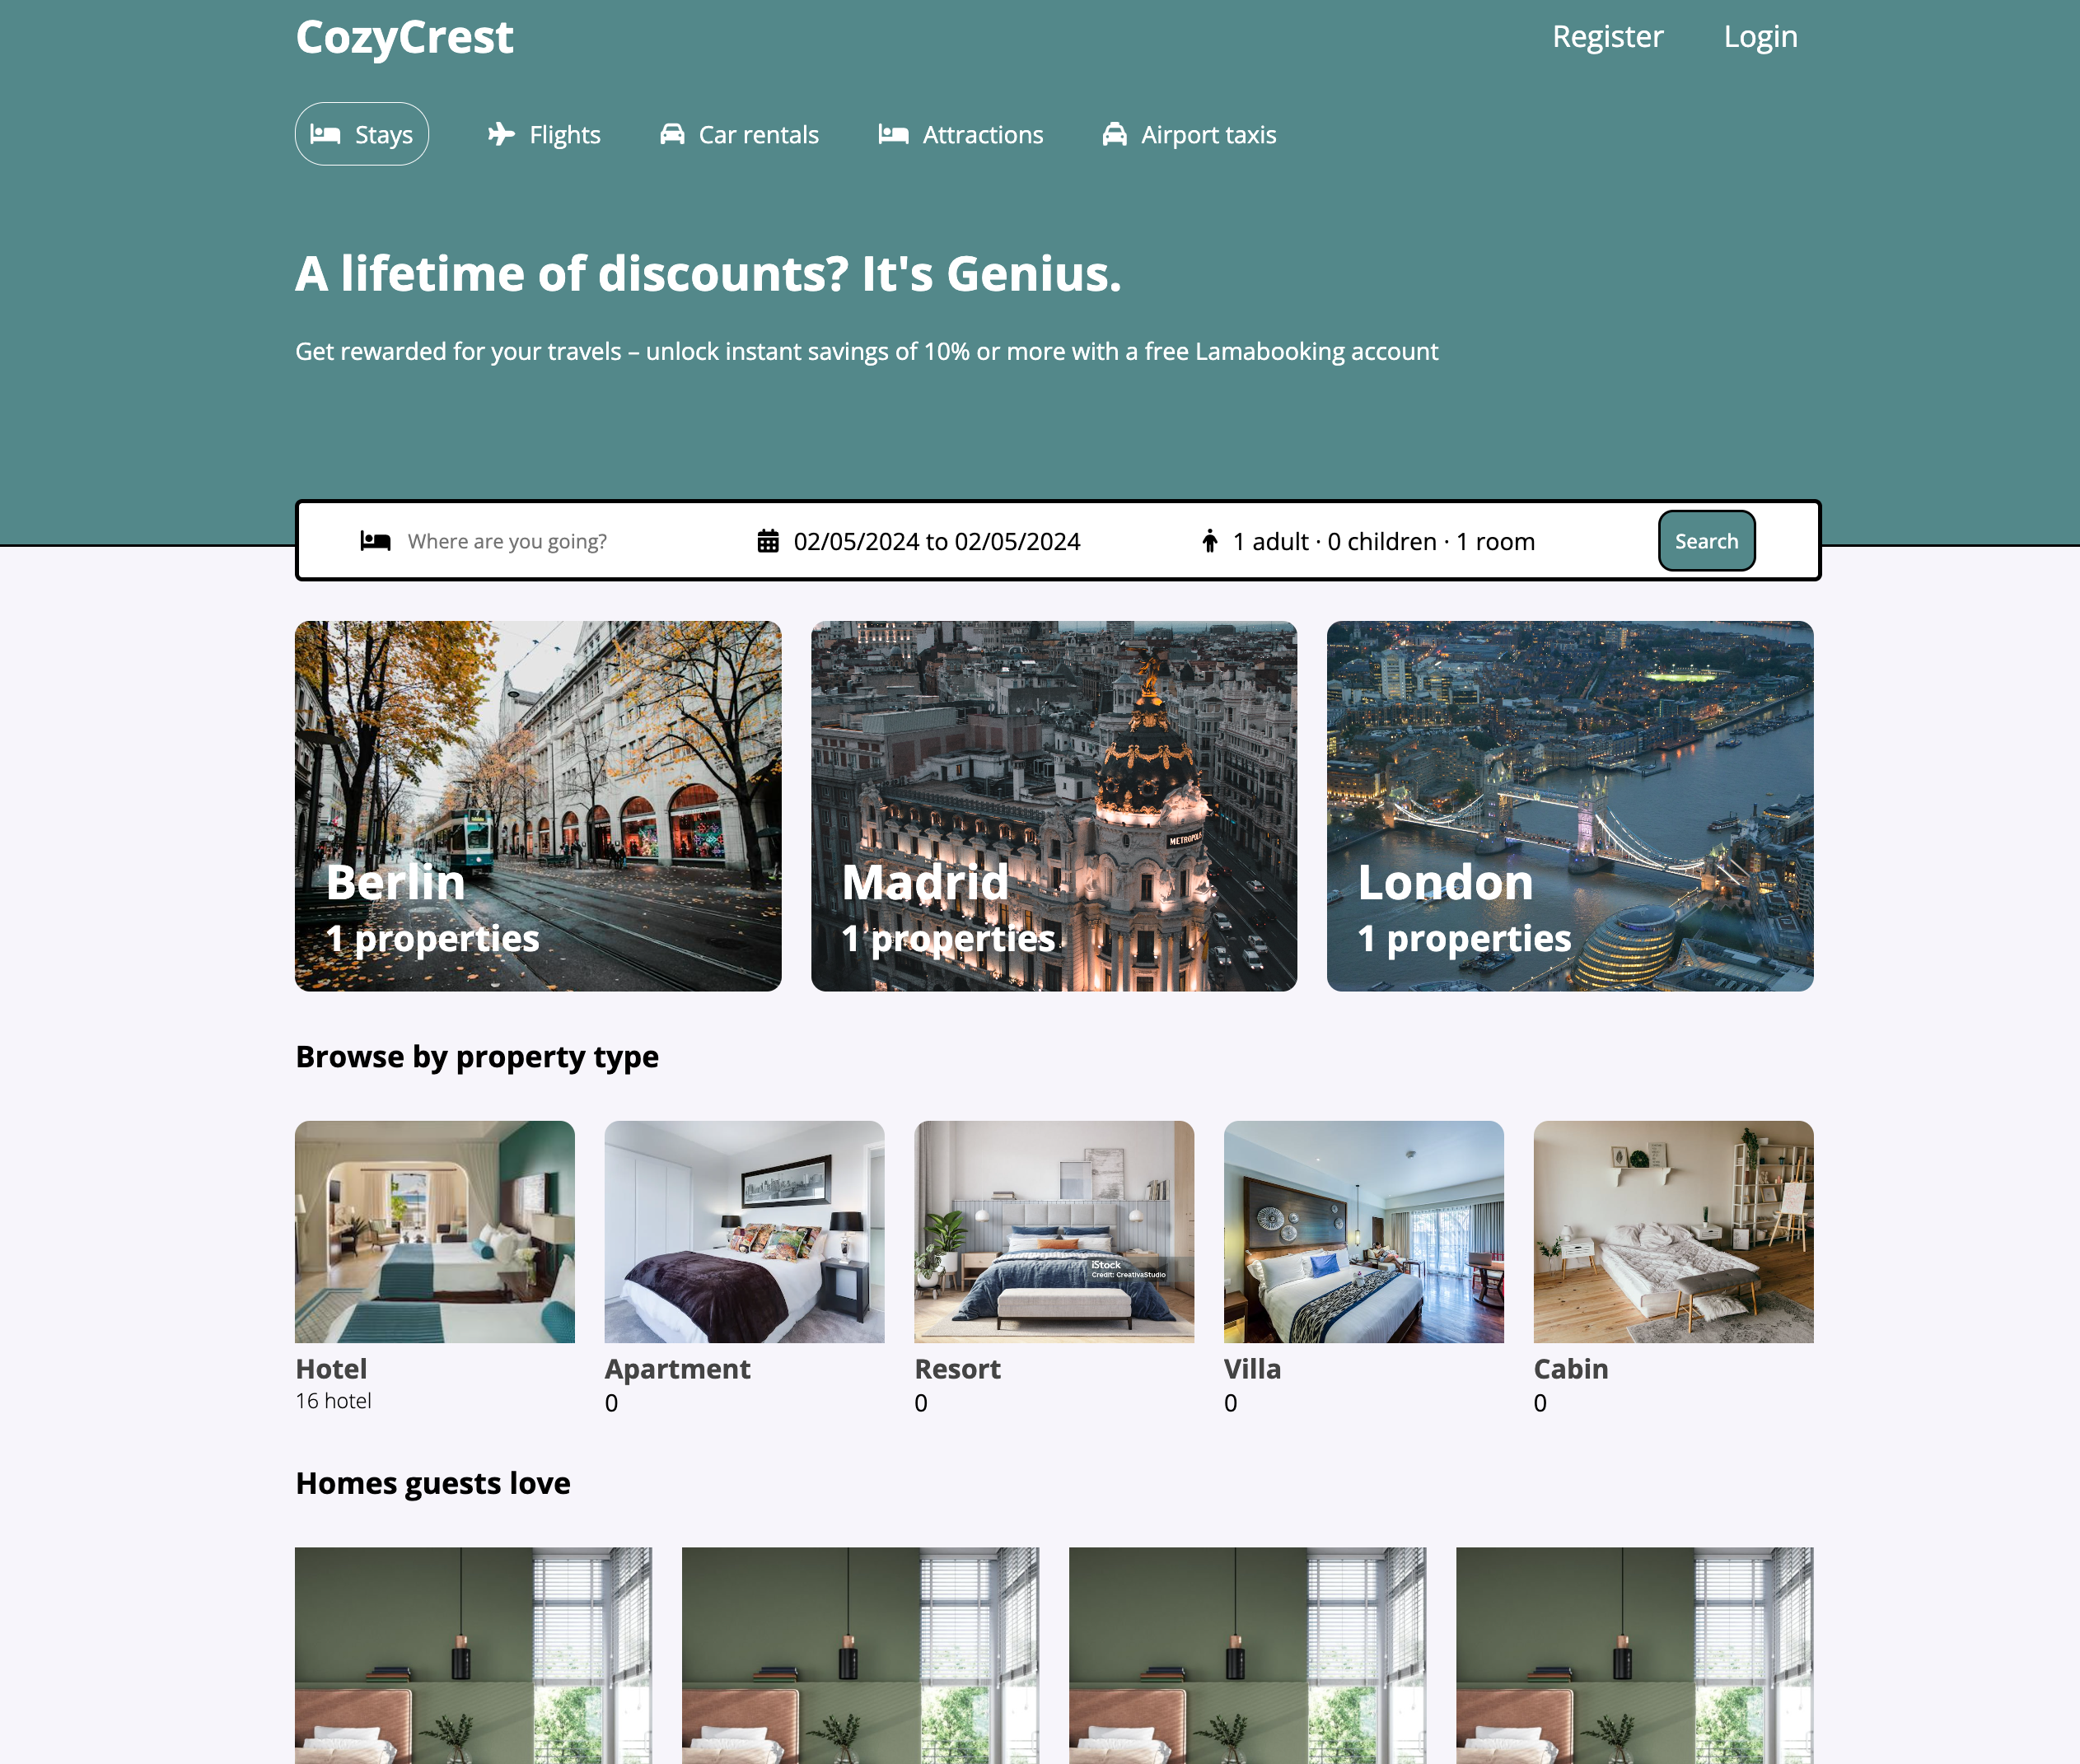 CozyCrest
Register
Login
Stays
Flights
Car rentals
Attractions
Airport taxis
A lifetime of discounts? It's Genius.
Get rewarded for your travels – unlock instant savings of 10% or more with a free Lamabooking account
Where are you going?
02/05/2024 to 02/05/2024
1 adult · 0 children · 1 room
Search
METROPOLIS
Berlin
1 properties
Madrid
1 properties
London
1 properties
Browse by property type
iStock
Credit: CreativaStudio
Hotel
16 hotel
Apartment
0
Resort
0
Villa
0
Cabin
0
Homes guests love